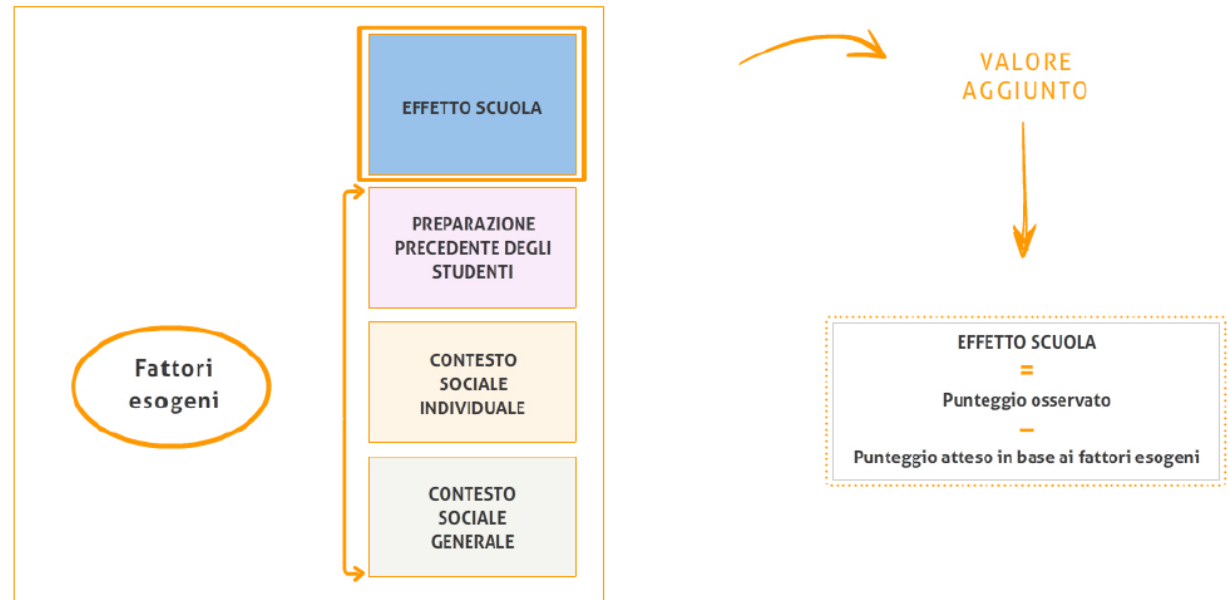 EFFETTO SCUOLA
PREPARAZIONE
PRECEDENTE DEGLI
STUDENTI
Fattori
esogeni
CONTESTO
SOCIALE
INDIVIDUALE
CONTESTO
SOCIALE
GENERALE
VALORE
AGGIUNTO
EFFETTO SCUOLA
=
Punteggio osservato
–
Punteggio atteso in base ai fattori esogeni